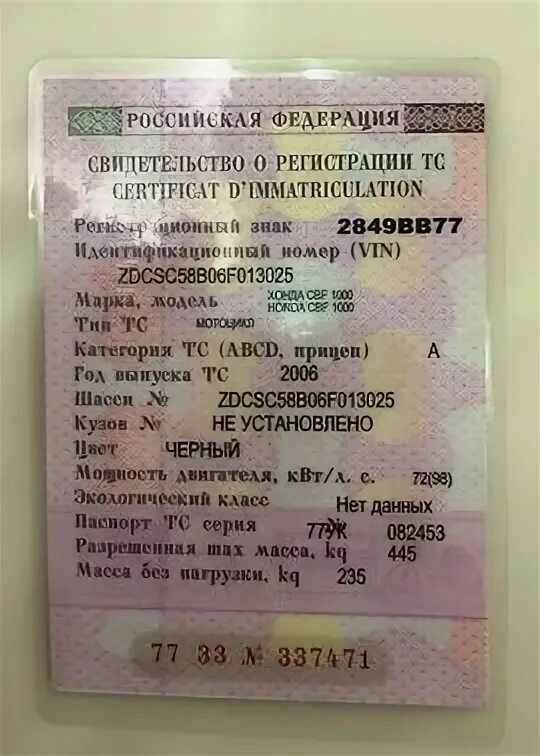 РОССИЙСКАЯ ФЕДЕРАЦИЯ
СВИДЕТЕЛЬСТВО О РЕГИСТРАЦИИ ТС
CERTIFICAT D'IMMATRICULATION
Регистрационный знак 2849ВВ77
Идентификационный номер (VIN)
ZDCSC58B06F013025
Марка, модель ХОНДА CBF 1000
HONDA CBF 1000
Тип ТС мотоцикл
Категория ТС (ABCD, прицеп) A
Год выпуска ТС 2006
Шасси № ZDCSC58B06F013025
Кузов № НЕ УСТАНОВЛЕНО
Цвет ЧЕРНЫЙ
Мощность двигателя, кВт/л. с. 72(98)
Экологический класс Нет данных
Паспорт ТС серия 082453
Разрешенная max масса, kg 445
Масса без нагрузки, kg 235
77 33 № 337471